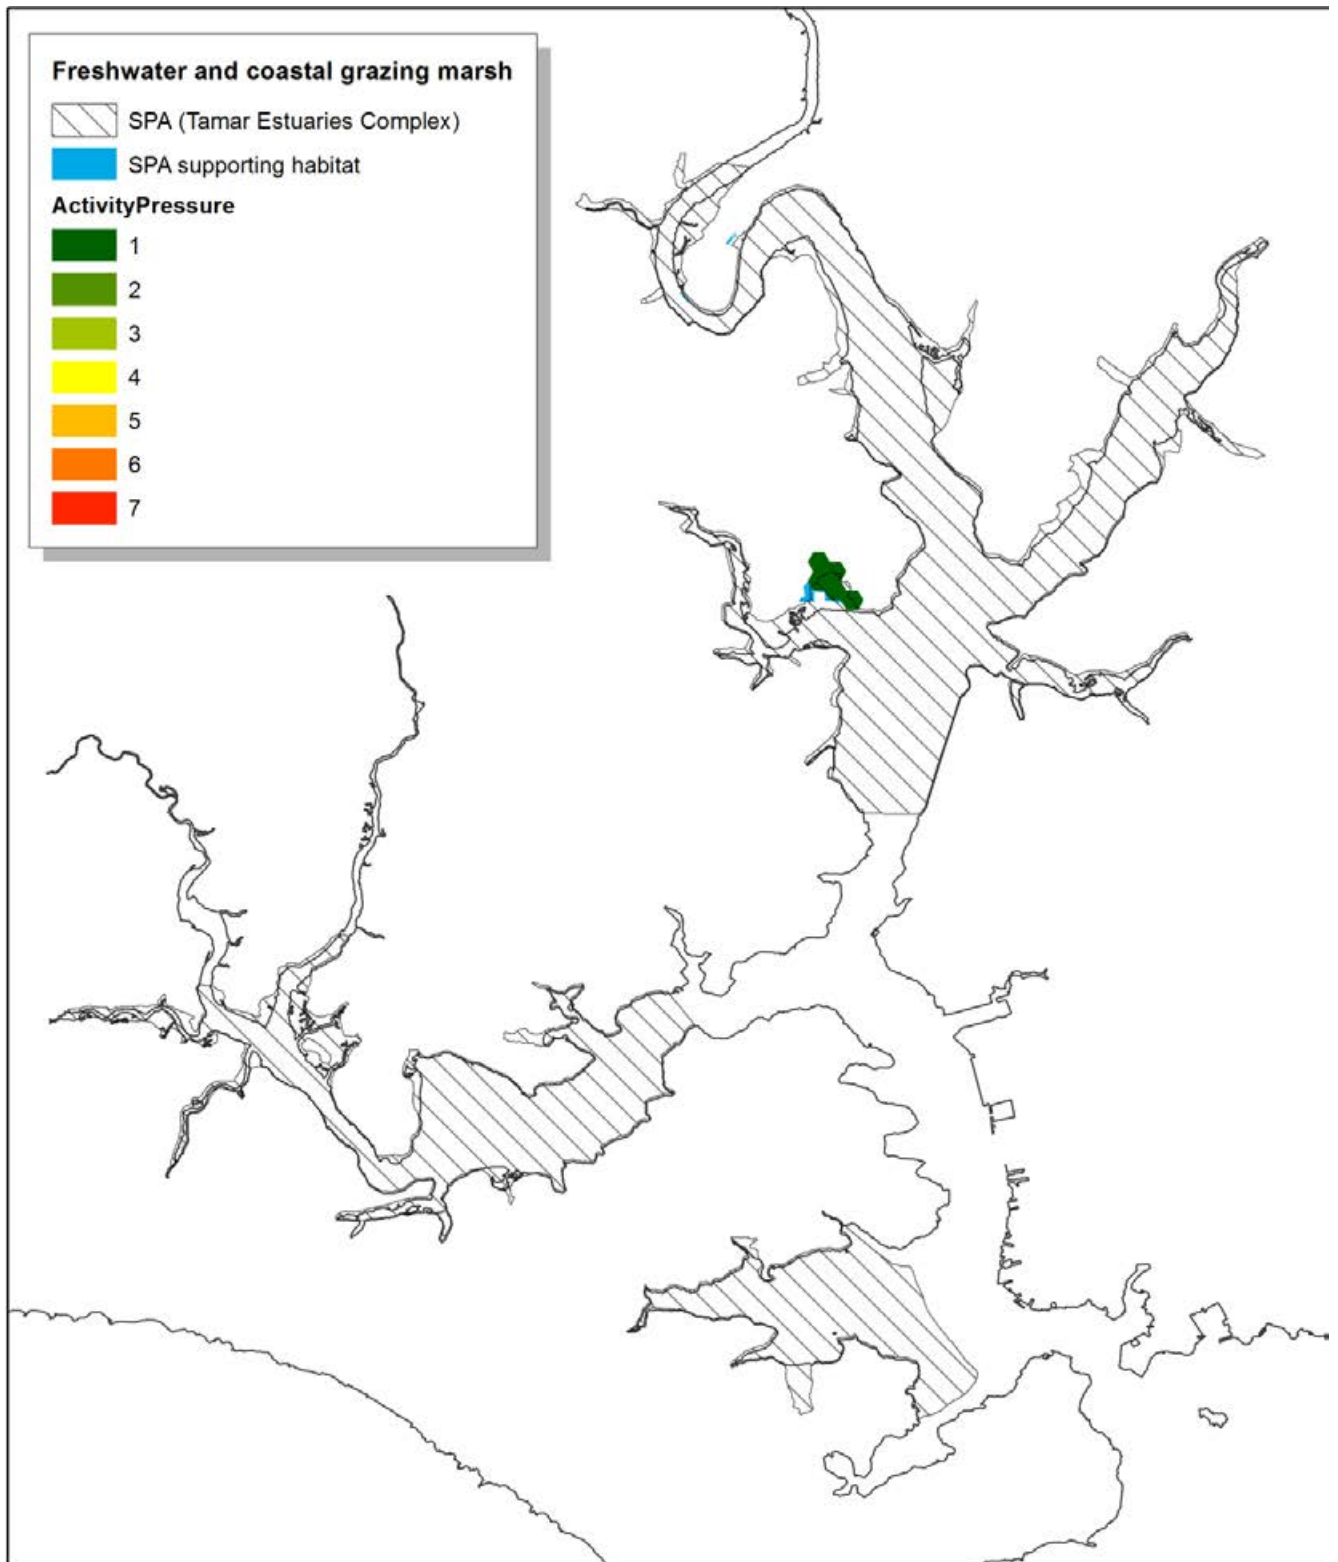 Freshwater and coastal grazing marsh
SPA (Tamar Estuaries Complex)
SPA supporting habitat
ActivityPressure
1
2
3
4
5
6
7